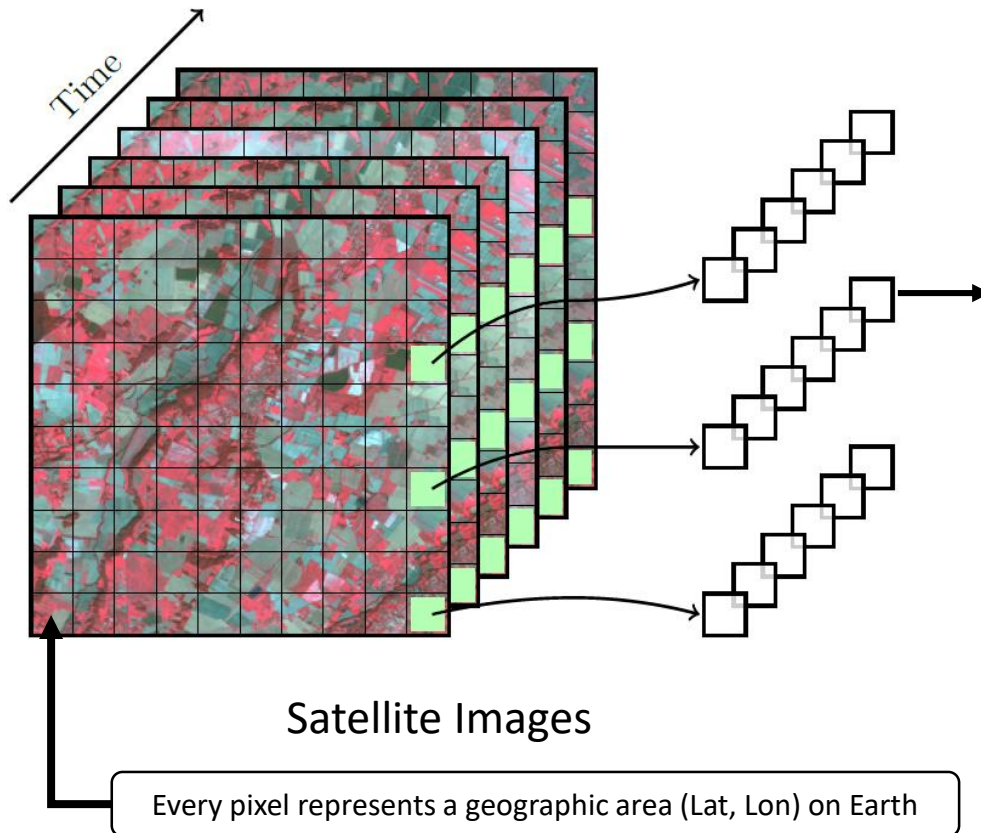 Time
Satellite Images
Every pixel represents a geographic area (Lat, Lon) on Earth